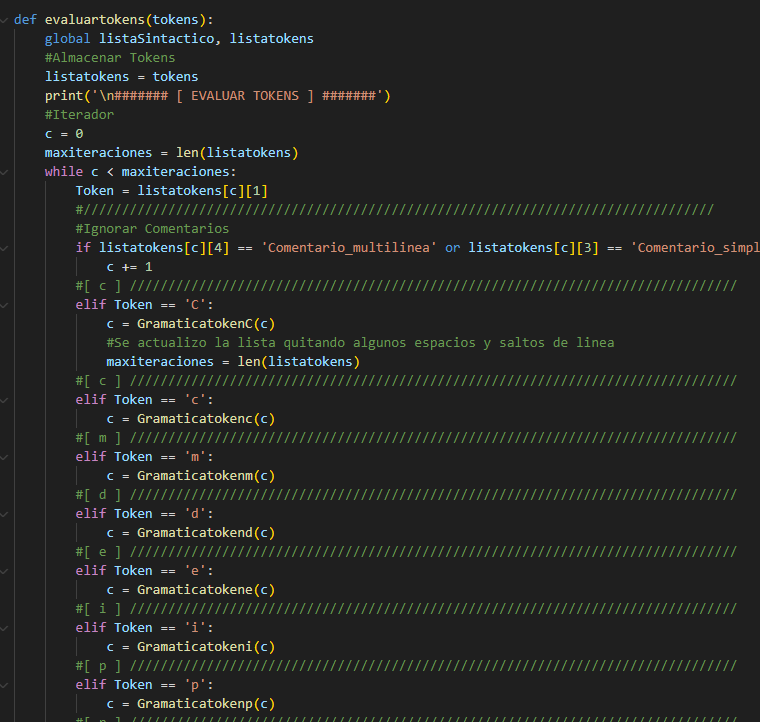 def evaluartokens(tokens):
global listaSintactico, listatokens
#Almacenar Tokens
listatokens = tokens
print('\n####### [ EVALUAR TOKENS ] #######')
#Iterador
c = 0
maxiteraciones = len(listatokens)
while c < maxiteraciones:
Token = listatokens[c][1]
#//////////////////////////////////////////////////////////////////////////////////
#Ignorar Comentarios
if listatokens[c][4] == 'Comentario_multilinea' or listatokens[c][3] == 'Comentario_simpl
c += 1
#[ c ] ///////////////////////////////////////////////////////////////////////////////
elif Token == 'C':
c = GramaticatokenC(c)
#Se actualizo la lista quitando algunos espacios y saltos de linea
maxiteraciones = len(listatokens)
#[ c ] ///////////////////////////////////////////////////////////////////////////////
elif Token == 'c':
c = Gramaticatokenc(c)
#[ m ] ///////////////////////////////////////////////////////////////////////////////
elif Token == 'm':
c = Gramaticatokenm(c)
#[ d ] ///////////////////////////////////////////////////////////////////////////////
elif Token == 'd':
c = Gramaticatokend(c)
#[ e ] ///////////////////////////////////////////////////////////////////////////////
elif Token == 'e':
c = Gramaticatokene(c)
#[ i ] ///////////////////////////////////////////////////////////////////////////////
elif Token == 'i':
c = Gramaticatokeni(c)
#[ p ] ///////////////////////////////////////////////////////////////////////////////
elif Token == 'p':
c = Gramaticatokenp(c)